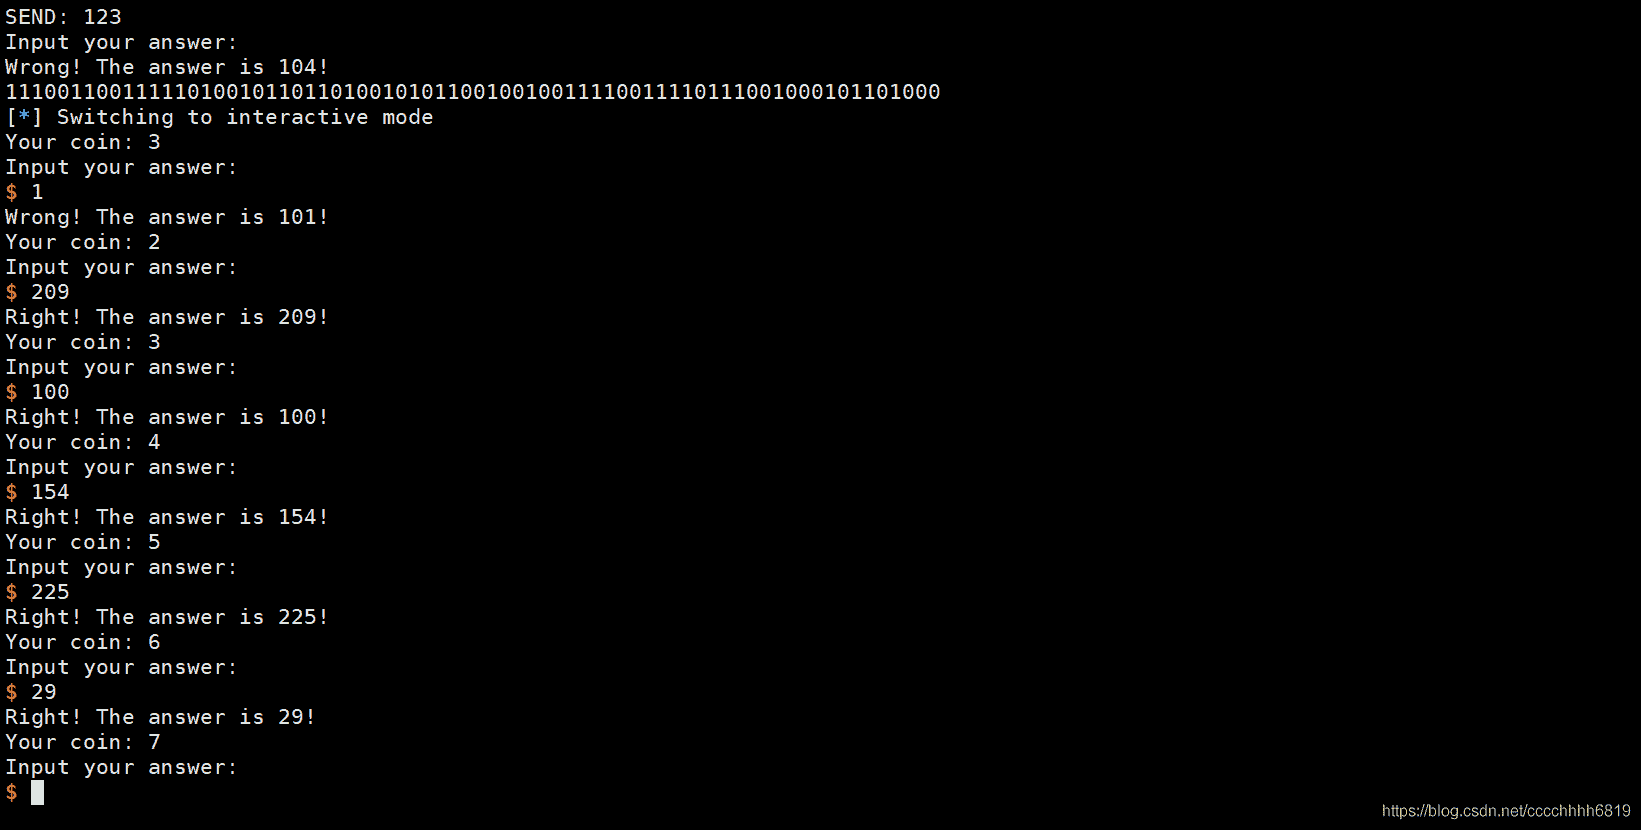 SEND: 123
Input your answer:
Wrong! The answer is 104!
111001100111110100101101101001010110010010011111001111011100100010110​1000
[*] Switching to interactive mode
Your coin: 3
Input your answer:
$ 1
Wrong! The answer is 101!
Your coin: 2
Input your answer:
$ 209
Right! The answer is 209!
Your coin: 3
Input your answer:
$ 100
Right! The answer is 100!
Your coin: 4
Input your answer:
$ 154
Right! The answer is 154!
Your coin: 5
Input your answer:
$ 225
Right! The answer is 225!
Your coin: 6
Input your answer:
$ 29
Right! The answer is 29!
Your coin: 7
Input your answer:
$
https://blog.csdn.net/cccchhhh6819